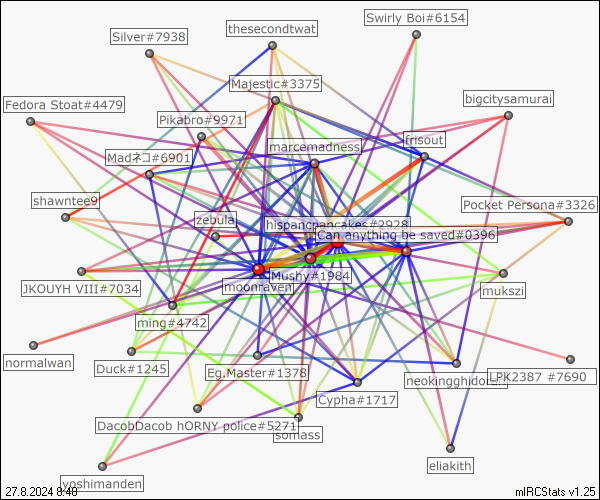 Swirly Boi#6154
thesecondtwat
Silver#7938
Majestic#3375
bigcitysamurai
Fedora Stoat#4479
Pikabro#9971
frisout
marcemadness
Madネコ#6901
shawntee9
Pocket Persona#3326
zebula
hispancpancakes#2928
Can anything be saved#0396
Mushy#1984
JKOUYH VIII#7034
moonraven
mukszi
ming#4742
normalwan
Duck#1245
Eg.Master#1378
LPK2387 #7690
Cypha#1717
DacobDacob hORNY police#5271
somass
eliakith
yoshimanden
27.8.2024
mIRCStats v1.25